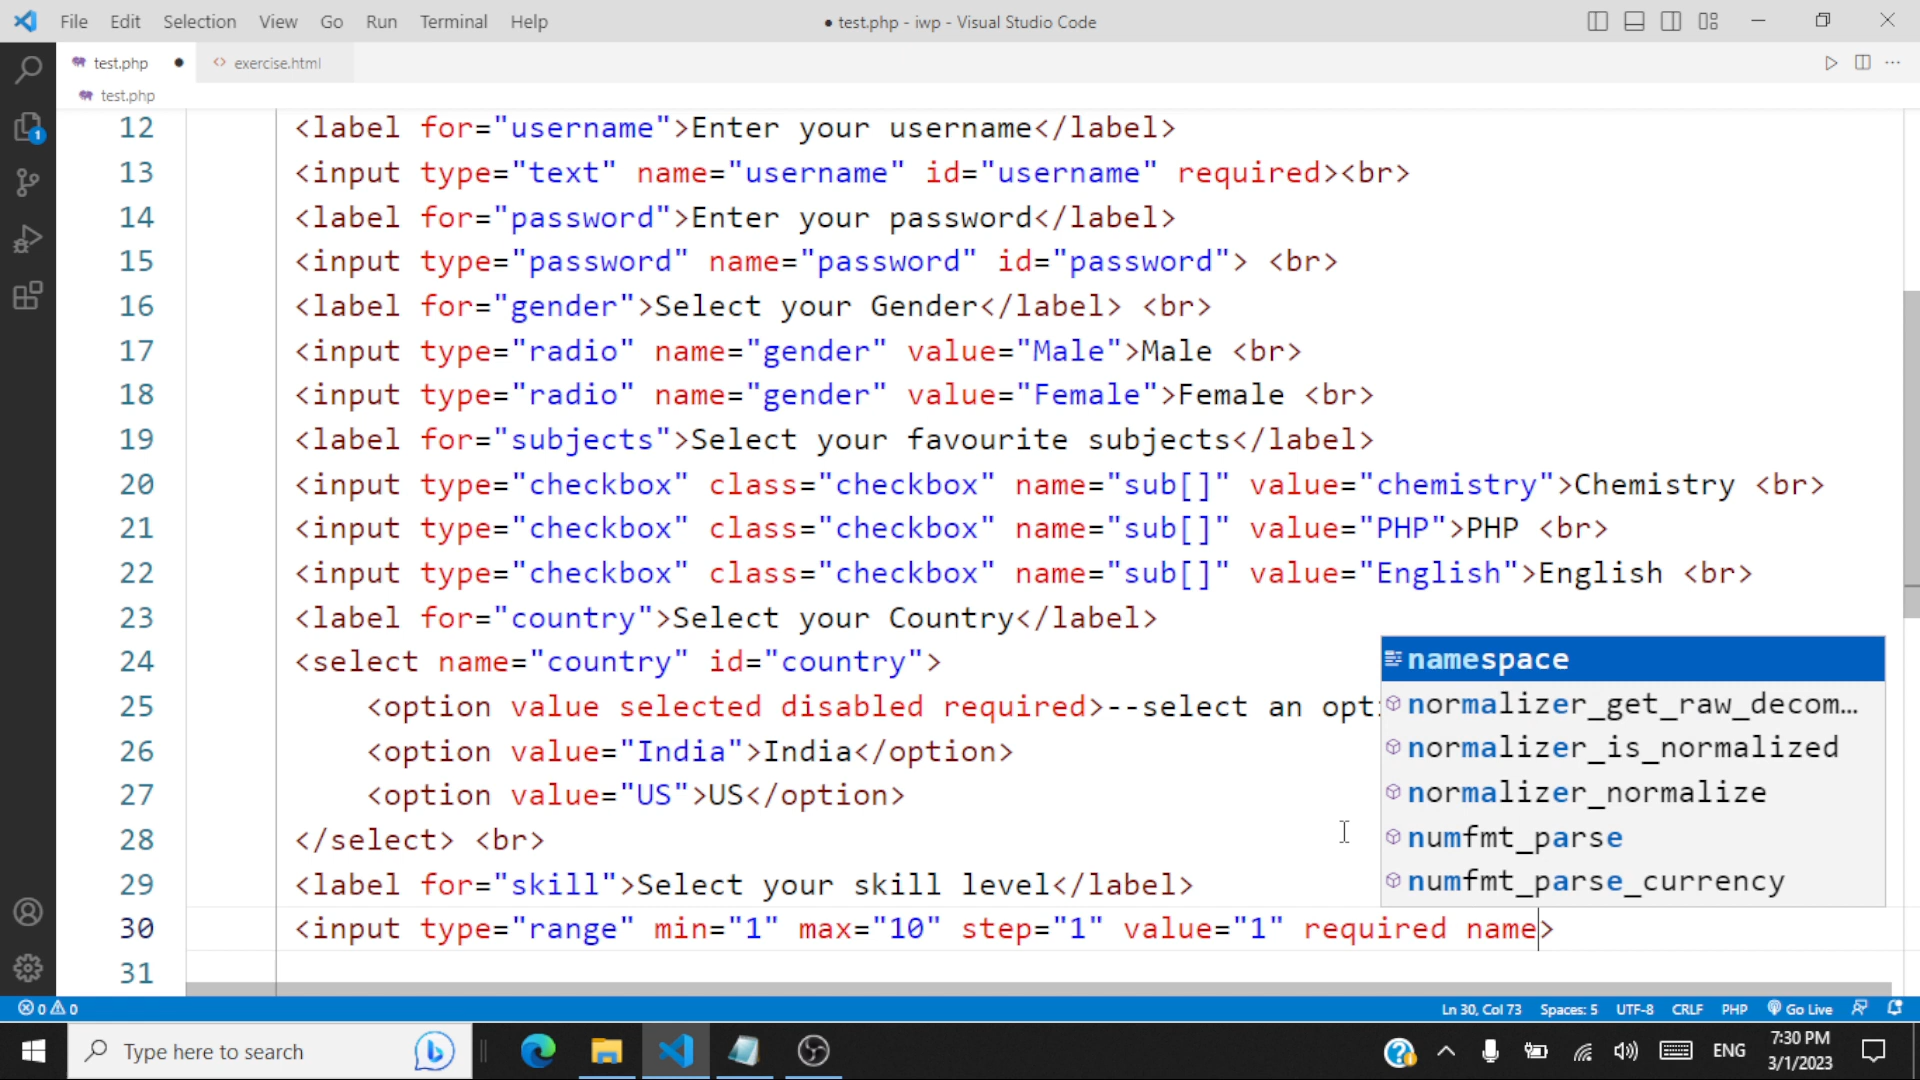 File Edit Selection View Go Run Terminal Help
● test.php - iwp - Visual Studio Code
test.php ●
<> exercise.html
test.php
12 <label for="username">Enter your username</label>
13 <input type="text" name="username" id="username" required><br>
14 <label for="password">Enter your password</label>
15 <input type="password" name="password" id="password"> <br>
16 <label for="gender">Select your Gender</label> <br>
17 <input type="radio" name="gender" value="Male">Male <br>
18 <input type="radio" name="gender" value="Female">Female <br>
19 <label for="subjects">Select your favourite subjects</label>
20 <input type="checkbox" class="checkbox" name="sub[]" value="chemistry">Chemistry <br>
21 <input type="checkbox" class="checkbox" name="sub[]" value="PHP">PHP <br>
22 <input type="checkbox" class="checkbox" name="sub[]" value="English">English <br>
23 <label for="country">Select your Country</label>
24 <select name="country" id="country">
25 <option value selected disabled required>--select an opti
26 <option value="India">India</option>
27 <option value="US">US</option>
28 </select> <br>
29 <label for="skill">Select your skill level</label>
30 <input type="range" min="1" max="10" step="1" value="1" required name>
31
namespace
normalizer_get_raw_decom…
normalizer_is_normalized
normalizer_normalize
numfmt_parse
numfmt_parse_currency
1
0 0
Ln 30, Col 73 Spaces: 5 UTF-8 CRLF PHP Go Live
Type here to search
ENG
7:30 PM
3/1/2023